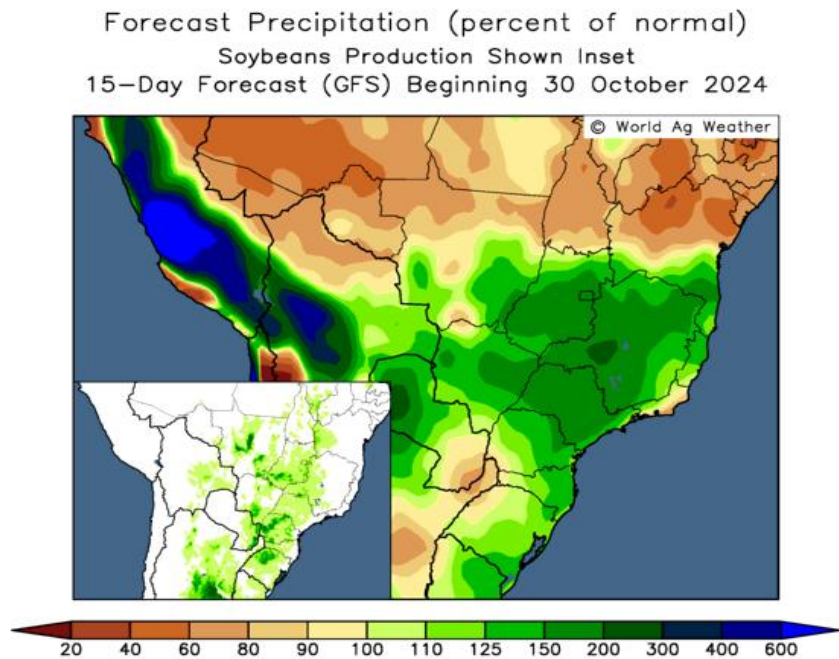 Forecast Precipitation (percent of normal)
Soybeans Production Shown Inset
15-Day Forecast (GFS) Beginning 30 October 2024
© World Ag Weather
20 40 60 80 90 100 110 125 150 200 300 400 600